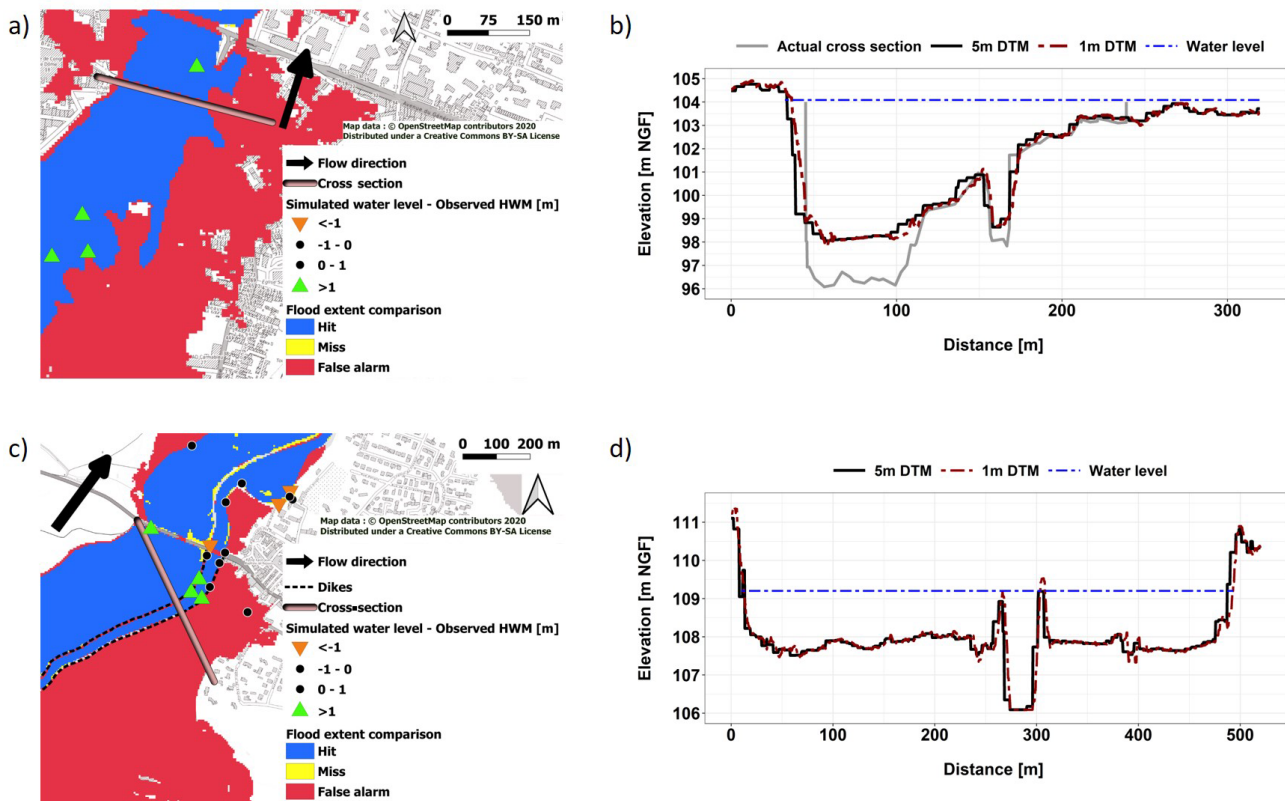 a)
0 75 150 m
Map data : © OpenStreetMap contributors 2020
Distributed under a Creative Commons BY-SA License
Flow direction
Cross section
Simulated water level - Observed HWM [m]
<-1
-1 - 0
0 - 1
>1
Flood extent comparison
Hit
Miss
False alarm
b)
Actual cross section 5m DTM 1m DTM Water level
Elevation [m NGF]
105
104
103
102
101
100
99
98
97
96
0 100 200 300
Distance [m]
c)
0 100 200 m
Map data : © OpenStreetMap contributors 2020
Distributed under a Creative Commons BY-SA License
Flow direction
Dikes
Cross-section
Simulated water level - Observed HWM [m]
<-1
-1 - 0
0 - 1
>1
Flood extent comparison
Hit
Miss
False alarm
d)
5m DTM 1m DTM Water level
Elevation [m NGF]
111
110
109
108
107
106
0 100 200 300 400 500
Distance [m]